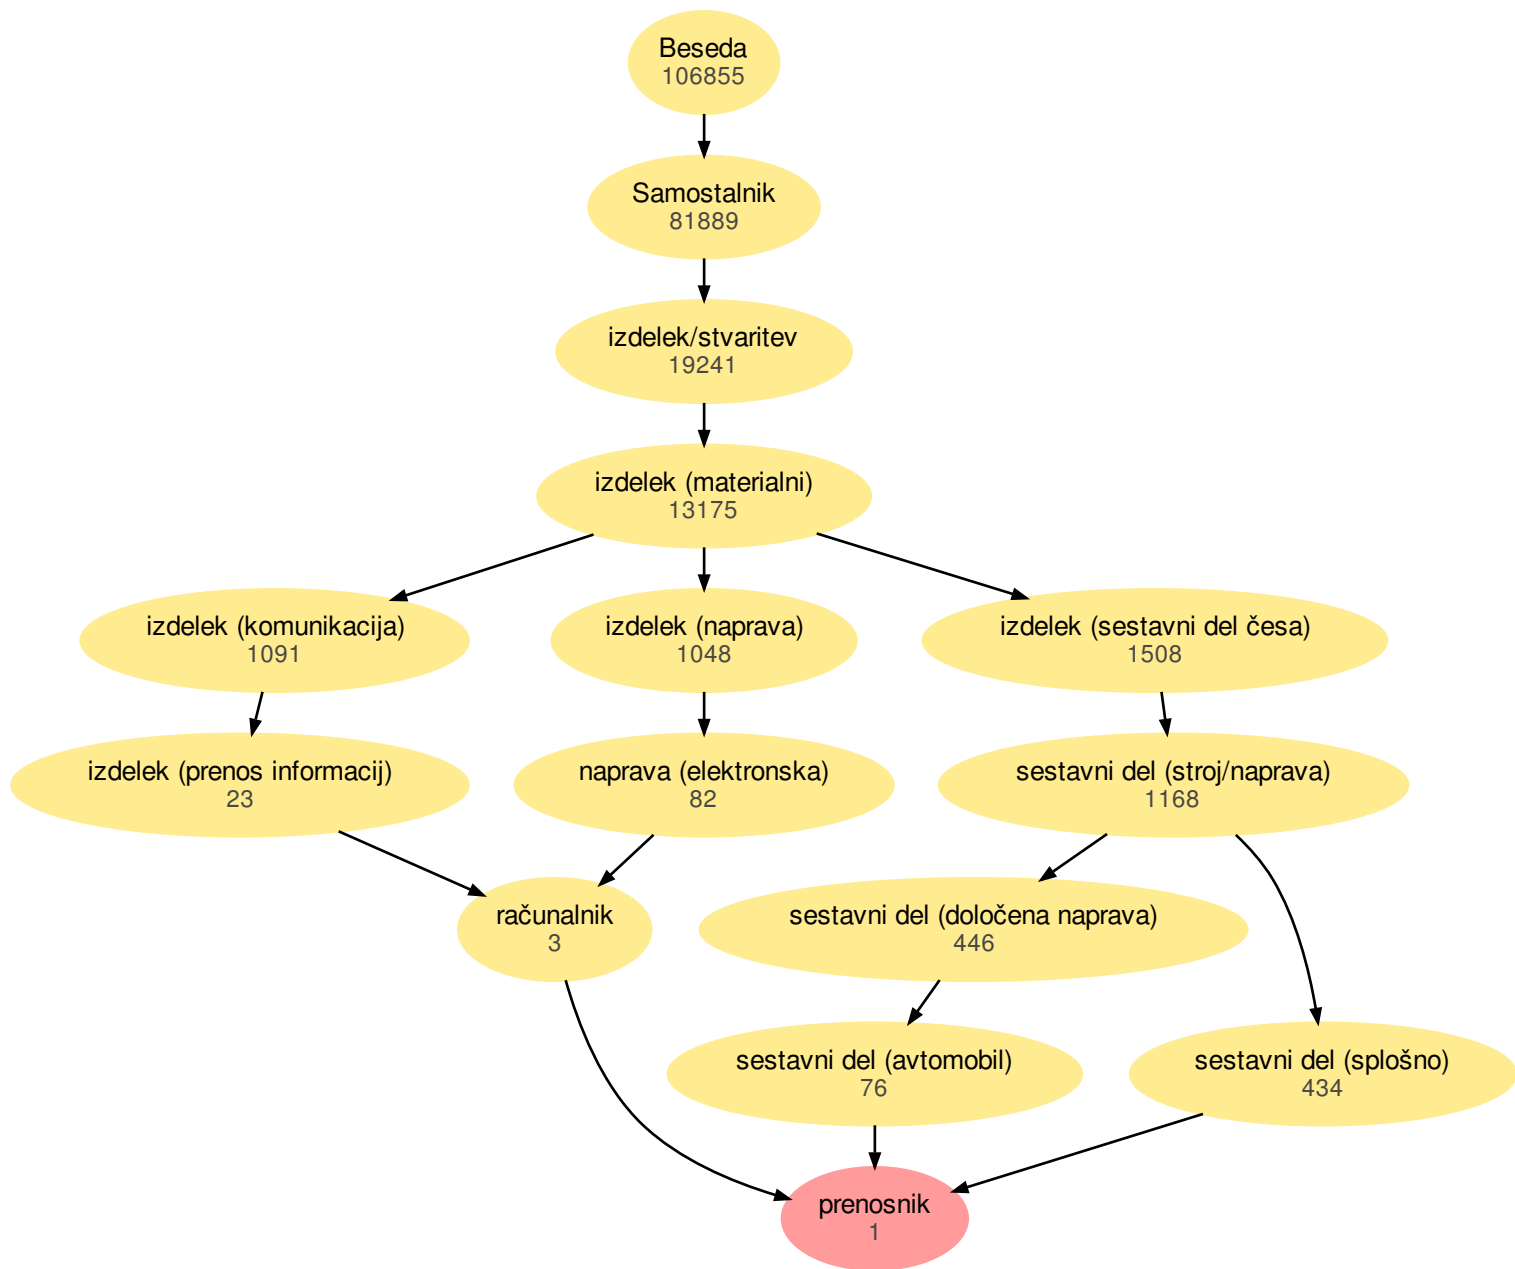 Beseda
106855
Samostalnik
81889
izdelek/stvaritev
19241
izdelek (materialni)
13175
izdelek (komunikacija)
1091
izdelek (naprava)
1048
izdelek (sestavni del česa)
1508
izdelek (prenos informacij)
23
naprava (elektronska)
82
sestavni del (stroj/naprava)
1168
računalnik
3
sestavni del (določena naprava)
446
sestavni del (avtomobil)
76
sestavni del (splošno)
434
prenosnik
1